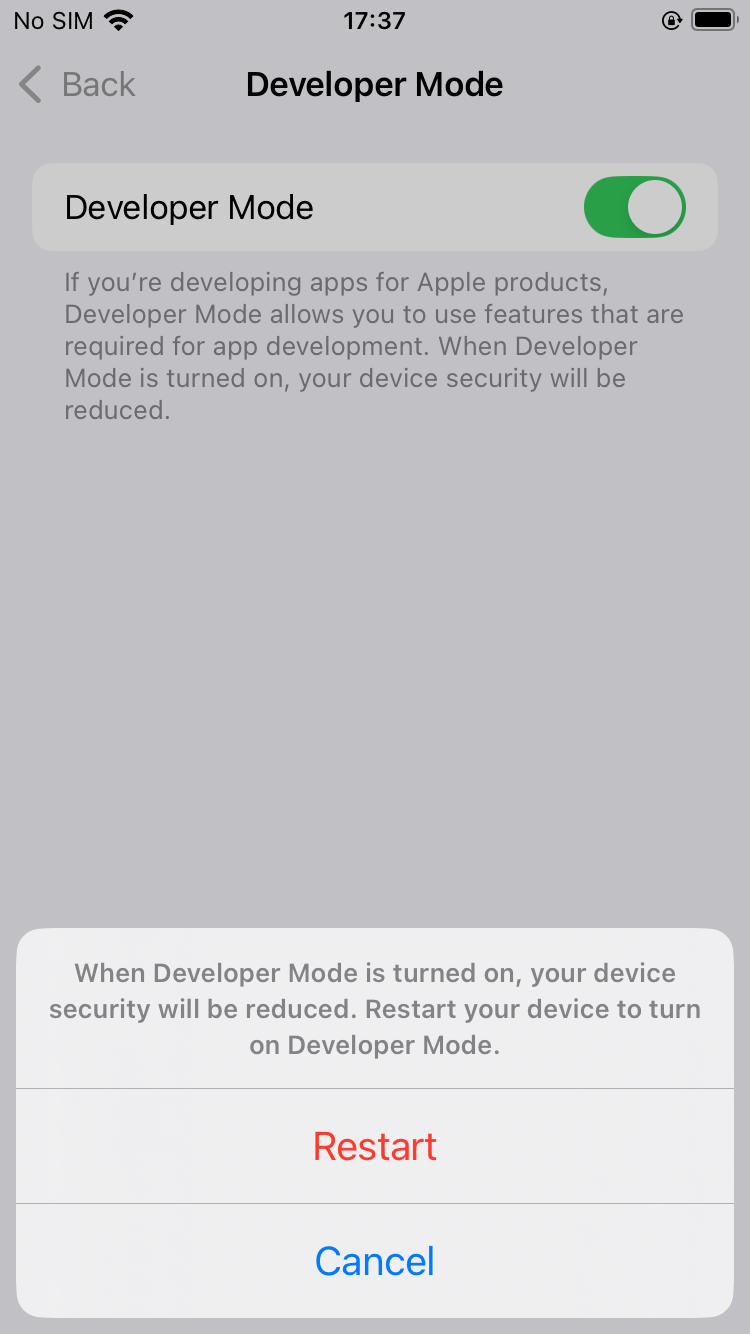 No SIM 17:37
Back Developer Mode
Developer Mode
If you’re developing apps for Apple products,
Developer Mode allows you to use features that are
required for app development. When Developer
Mode is turned on, your device security will be
reduced.
When Developer Mode is turned on, your device
security will be reduced. Restart your device to turn
on Developer Mode.
Restart
Cancel